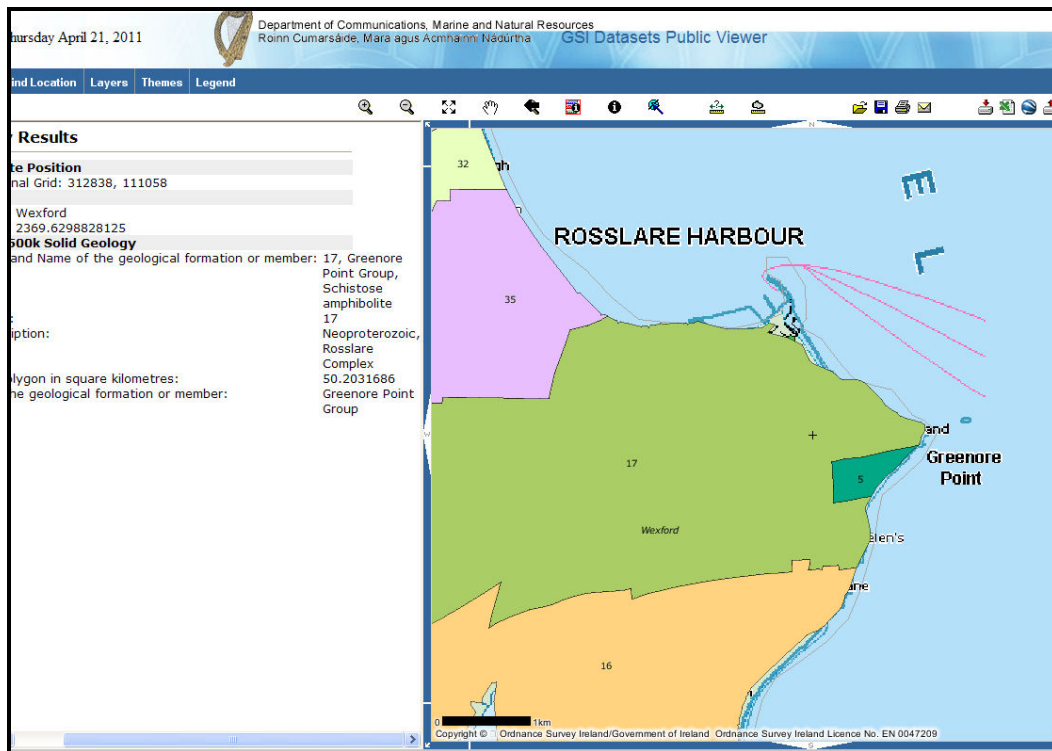 hursday April 21, 2011
Department of Communications, Marine and Natural Resources
Roinn Cumarsáide, Mara agus Acmhainní Nádúrtha
GSI Datasets Public Viewer
ind Location Layers Themes Legend
Results
te Position
nal Grid: 312838, 111058
Wexford
2369.6298828125
500k Solid Geology
and Name of the geological formation or member: 17, Greenore
Point Group,
Schistose
amphibolite
: 17
iption: Neoproterozoic,
Rosslare
Complex
olygon in square kilometres: 50.2031686
he geological formation or member: Greenore Point
Group
N
32
gh
n
E
ROSSLARE HARBOUR
L
35
W
and
Greenore
Point
17
5
Wexford
elen's
ane
16
0 1km
Copyright © Ordnance Survey Ireland/Government of Ireland Ordnance Survey Ireland Licence No. EN 0047209
S